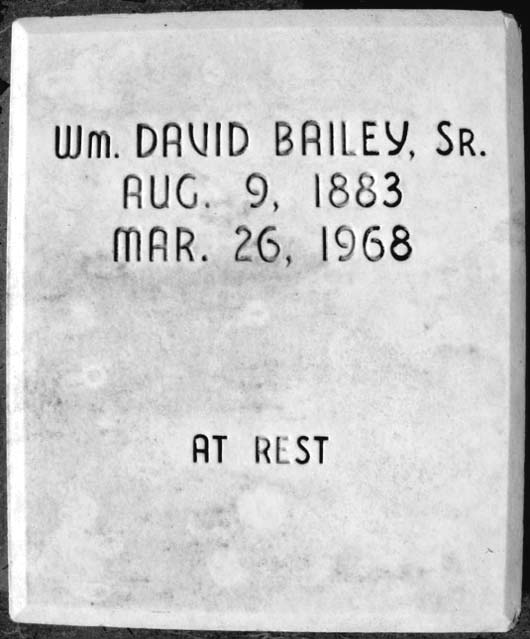 Wm. DAVID BAILEY, SR.
AUG. 9, 1883
MAR. 26, 1968
AT REST